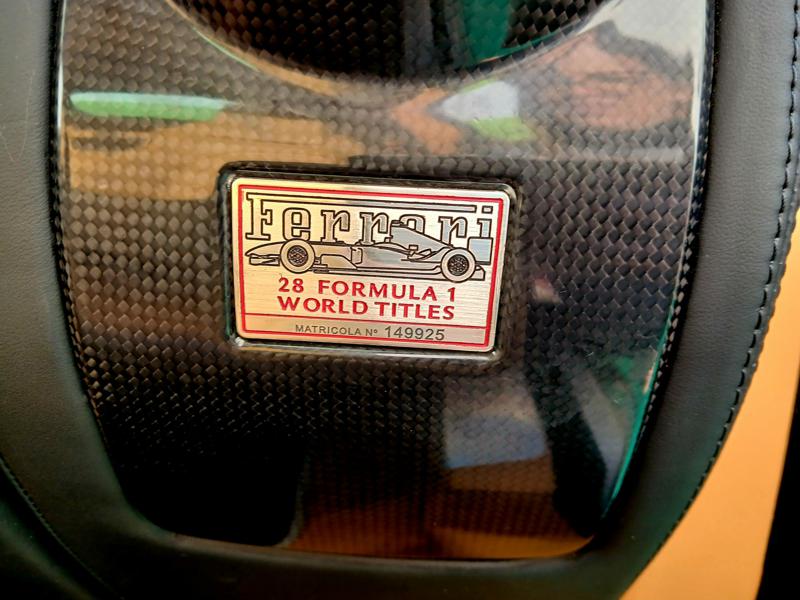 Ferrari
28 FORMULA 1
WORLD TITLES
MATRICOLA Nº 149925